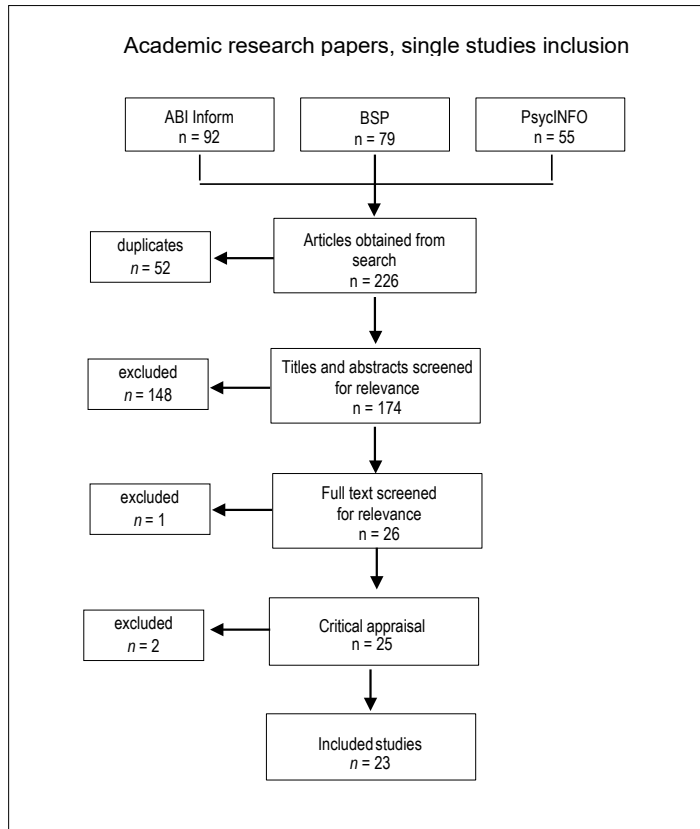 Academic research papers, single studies inclusion
ABI Inform
n = 92
BSP
n = 79
PsycINFO
n = 55
duplicates
n = 52
Articles obtained from
search
n = 226
excluded
n = 148
Titles and abstracts screened
for relevance
n = 174
excluded
n = 1
Full text screened
for relevance
n = 26
excluded
n = 2
Critical appraisal
n = 25
Included studies
n = 23